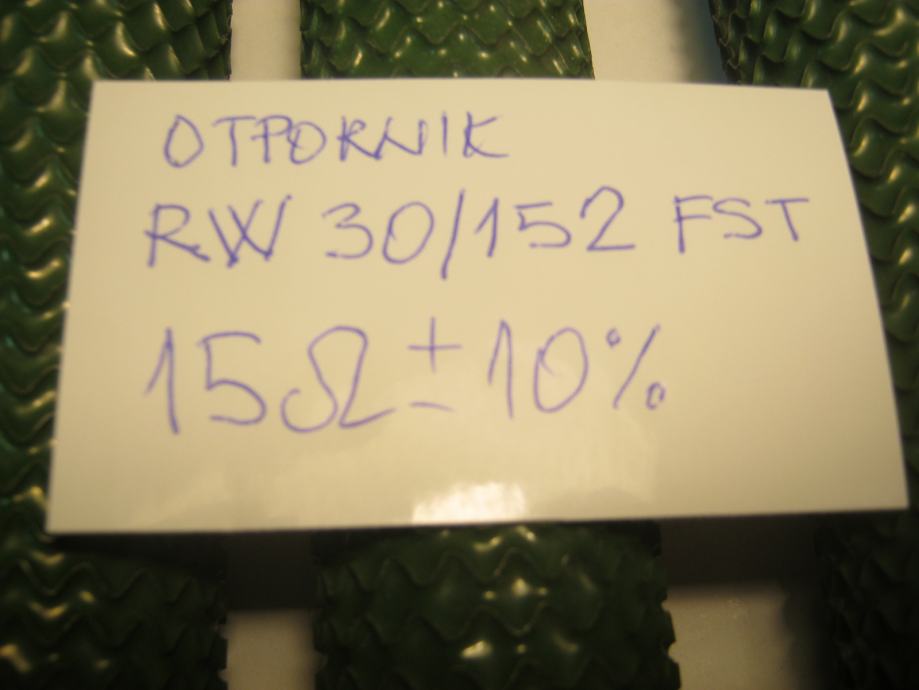 OTPORNIK
RW 30/152 FST
15Ω ± 10%